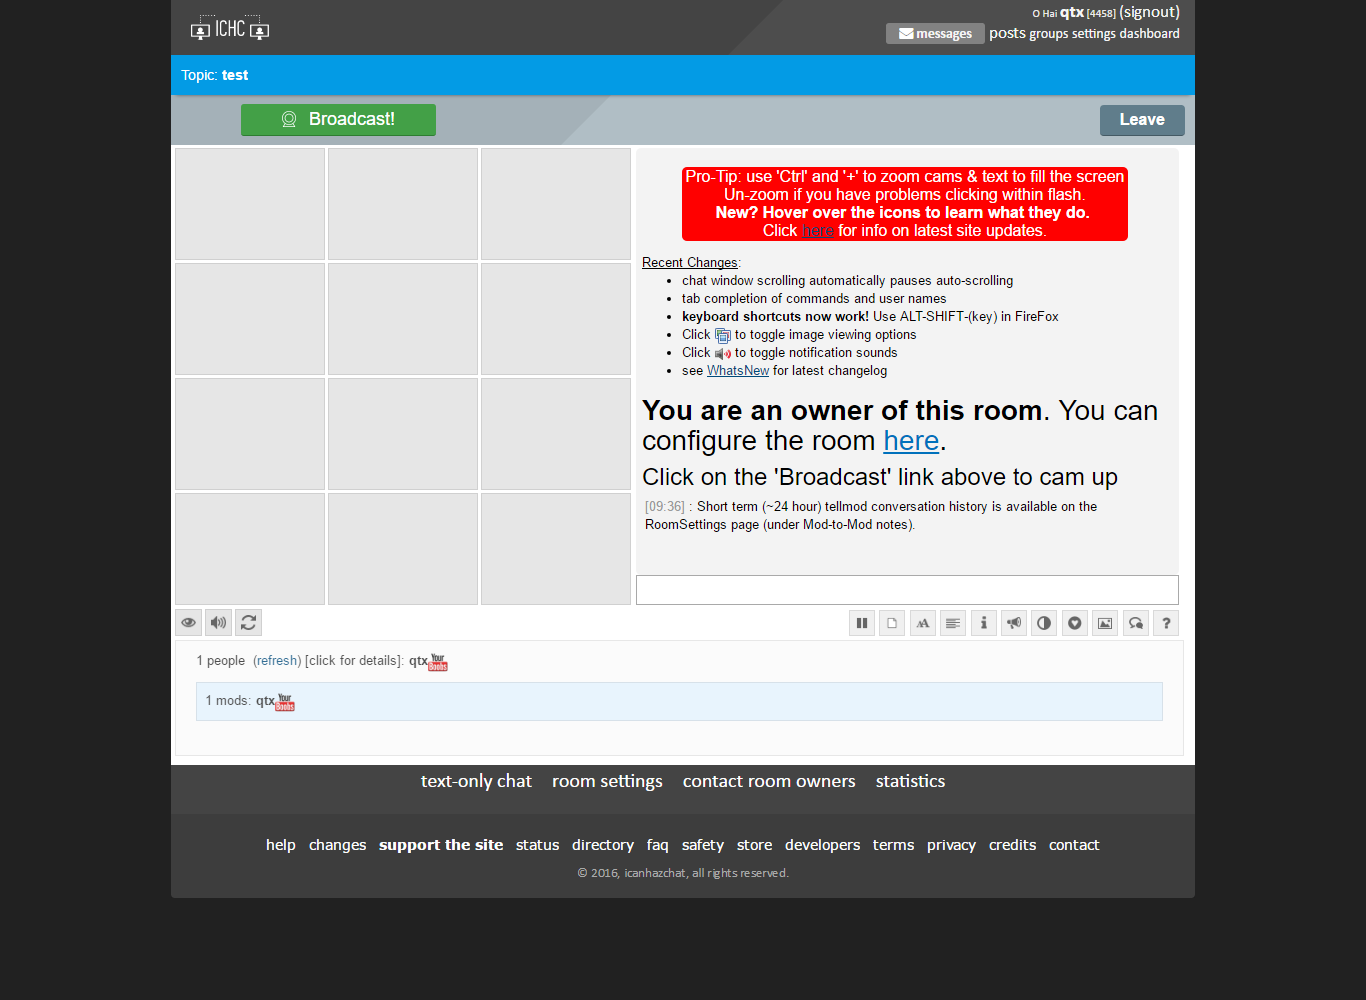 ICHC
O Hai qtx [4458] (signout)
messages posts groups settings dashboard
Topic: test
Broadcast!
Leave
Pro-Tip: use 'Ctrl' and '+' to zoom cams & text to fill the screen
Un-zoom if you have problems clicking within flash.
New? Hover over the icons to learn what they do.
Click here for info on latest site updates.
Recent Changes:
chat window scrolling automatically pauses auto-scrolling
tab completion of commands and user names
keyboard shortcuts now work! Use ALT-SHIFT-(key) in FireFox
Click to toggle image viewing options
Click to toggle notification sounds
see WhatsNew for latest changelog
You are an owner of this room. You can
configure the room here.
Click on the 'Broadcast' link above to cam up
[09:36] : Short term (~24 hour) tellmod conversation history is available on the
RoomSettings page (under Mod-to-Mod notes).
AA i ?
1 people (refresh) [click for details]: qtx Your Boobs
1 mods: qtx Your Boobs
text-only chat room settings contact room owners statistics
help changes support the site status directory faq safety store developers terms privacy credits contact
© 2016, icanhazchat, all rights reserved.